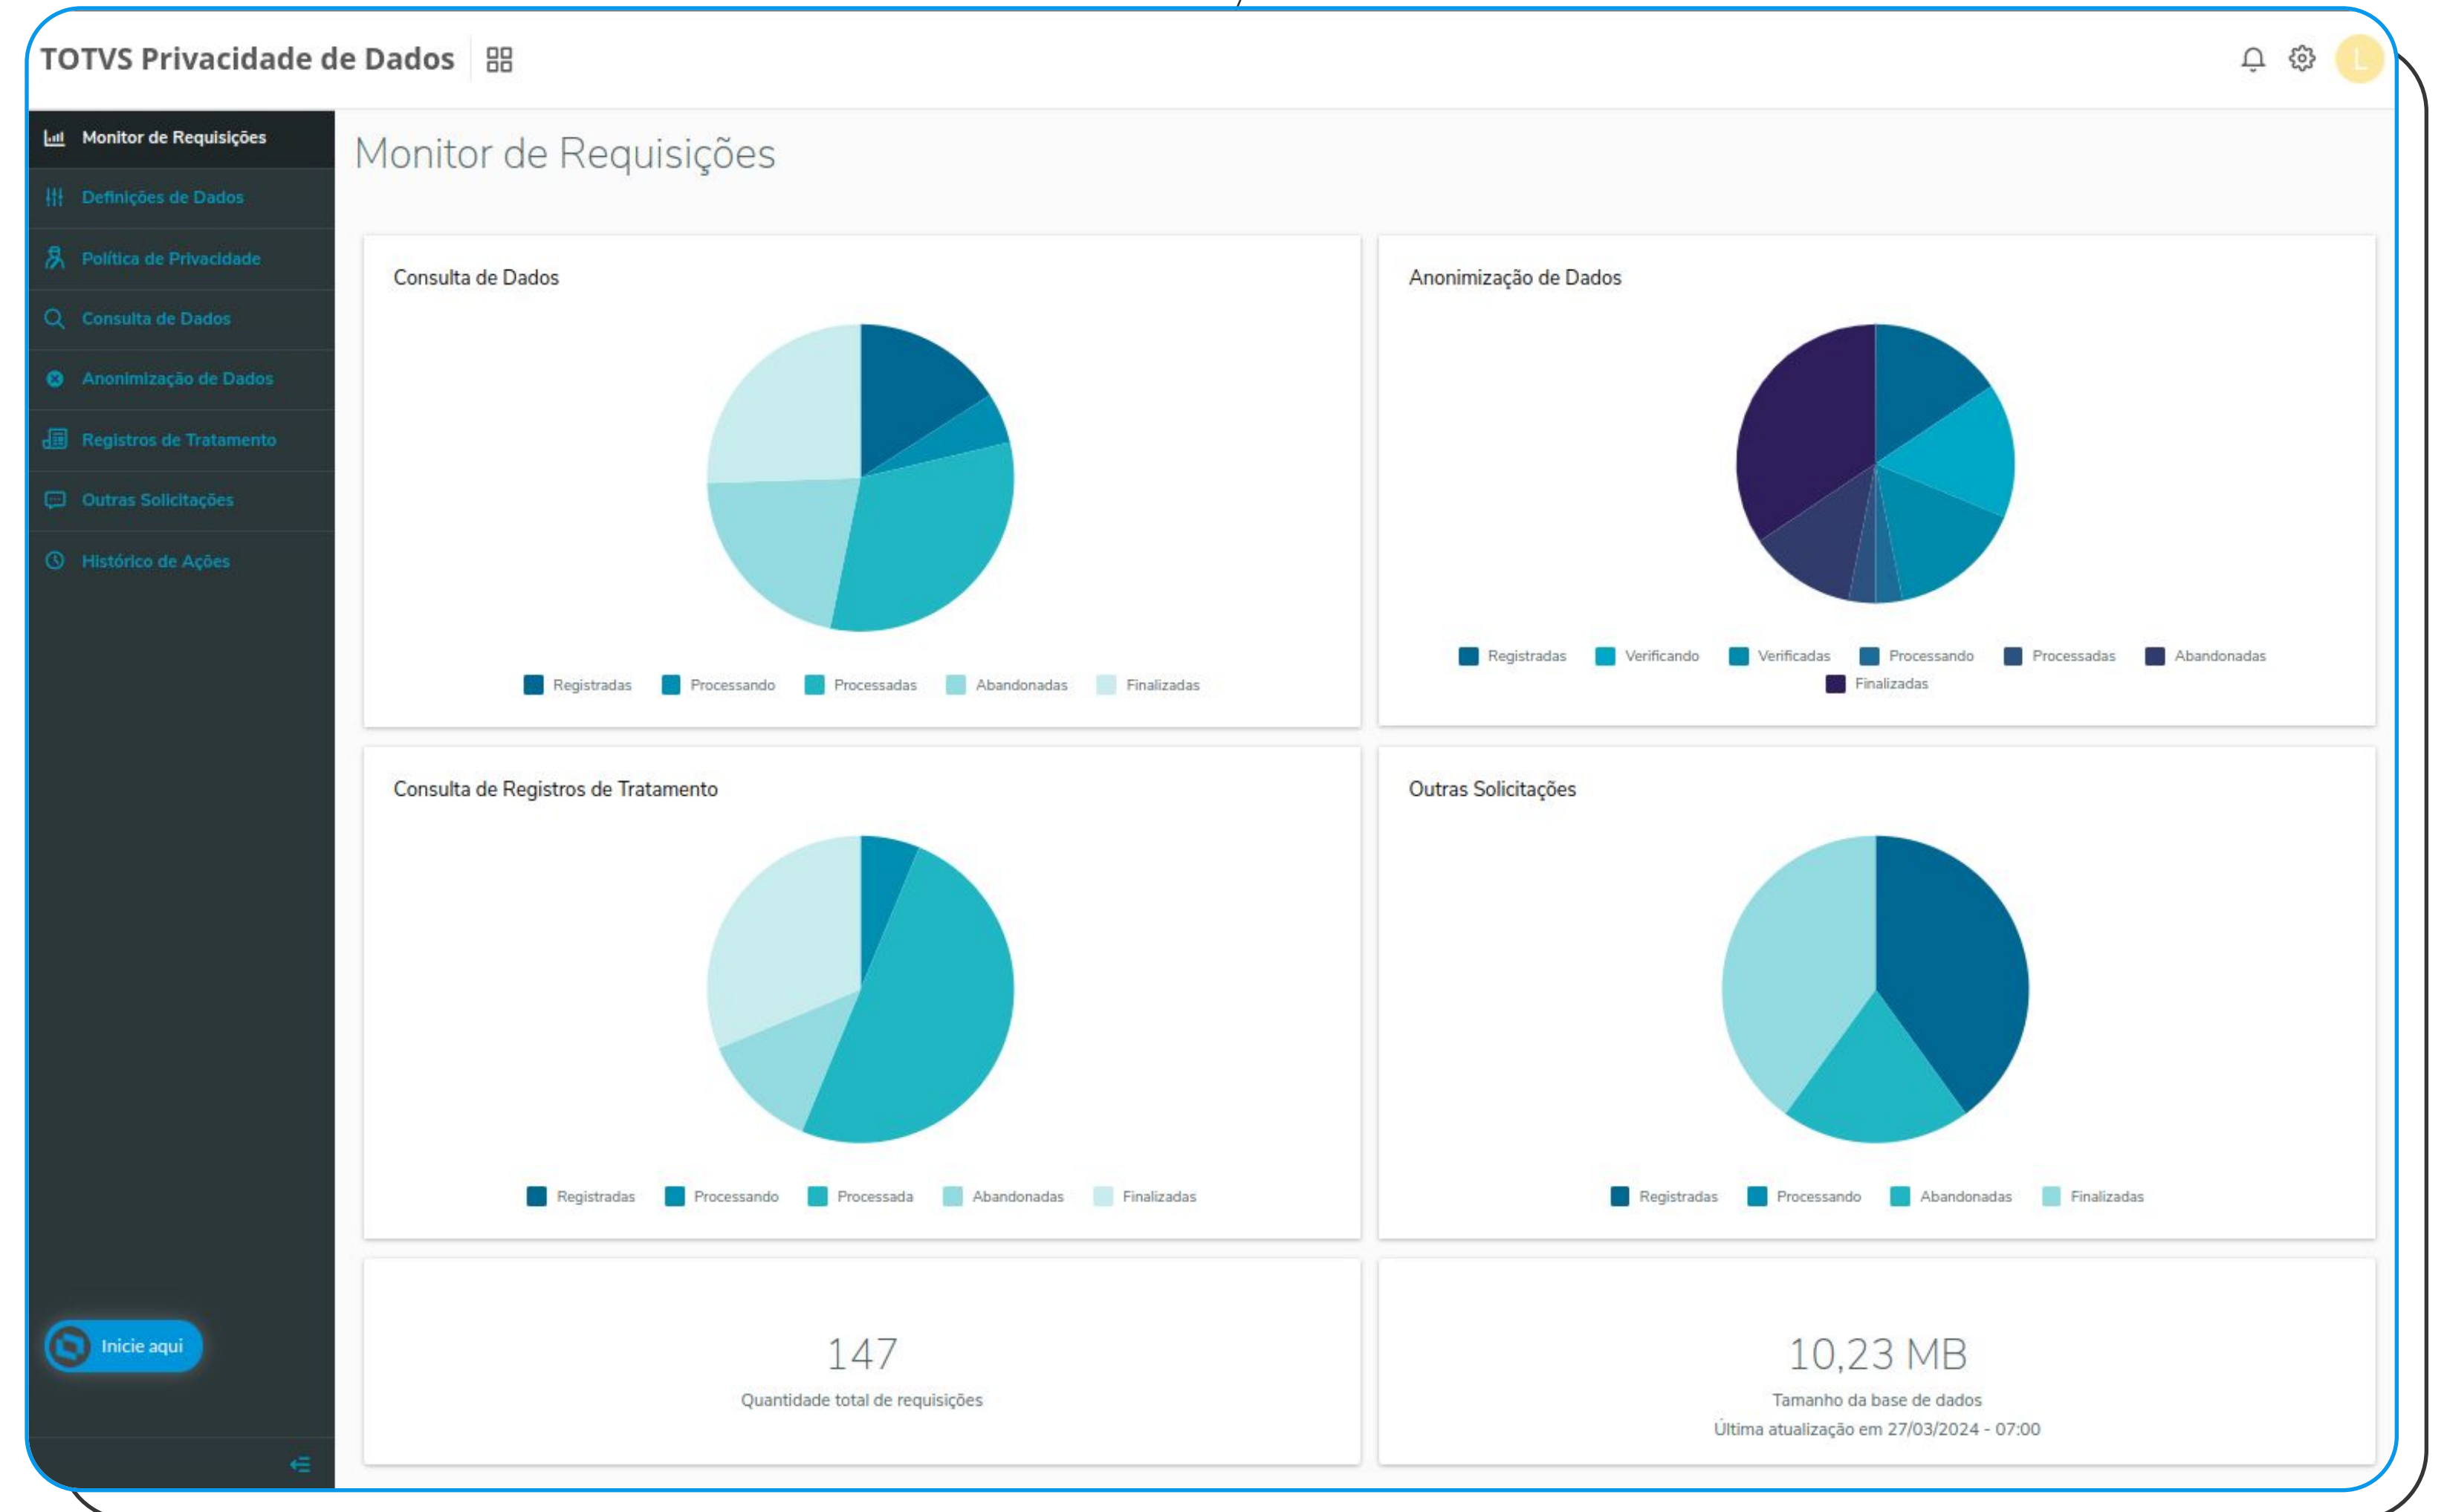 TOTVS Privacidade de Dados
L
Monitor de Requisições
Definições de Dados
Política de Privacidade
Consulta de Dados
Anonimização de Dados
Registros de Tratamento
Outras Solicitações
Histórico de Ações
Inicie aqui
Monitor de Requisições
Consulta de Dados
Registradas Processando Processadas Abandonadas Finalizadas
Anonimização de Dados
Registradas Verificando Verificadas Processando Processadas Abandonadas
Finalizadas
Consulta de Registros de Tratamento
Registradas Processando Processada Abandonadas Finalizadas
Outras Solicitações
Registradas Processando Abandonadas Finalizadas
147
Quantidade total de requisições
10,23 MB
Tamanho da base de dados
Última atualização em 27/03/2024 - 07:00